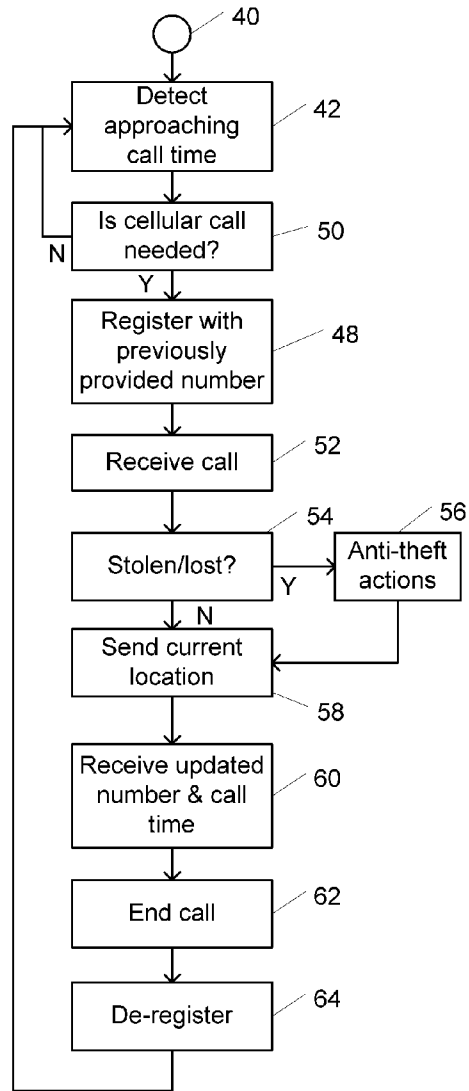 40
Detect
approaching
call time
42
Is cellular call
needed?
50
N
Y
Register with
previously
provided number
48
Receive call
52
Stolen/lost?
54
Y
Anti-theft
actions
56
N
Send current
location
58
Receive updated
number & call
time
60
End call
62
De-register
64